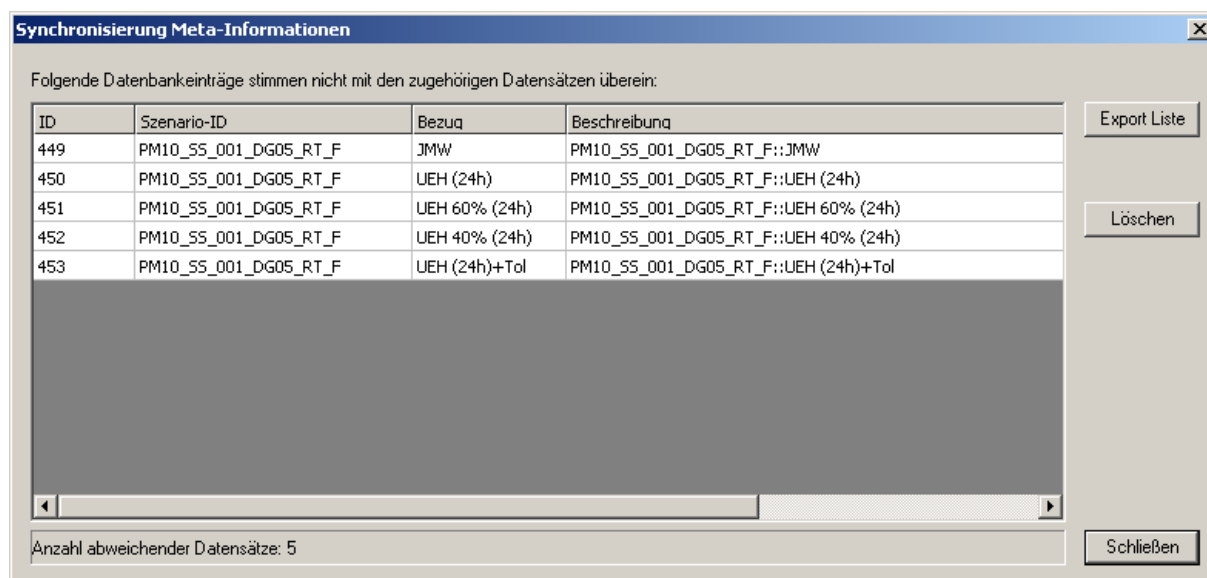 Synchronisierung Meta-Informationen
Folgende Datenbankeinträge stimmen nicht mit den zugehörigen Datensätzen überein:
ID Szenario-ID Bezug Beschreibung
449 PM10_SS_001_DG05_RT_F JMW PM10_SS_001_DG05_RT_F::JMW
450 PM10_SS_001_DG05_RT_F UEH (24h) PM10_SS_001_DG05_RT_F::UEH (24h)
451 PM10_SS_001_DG05_RT_F UEH 60% (24h) PM10_SS_001_DG05_RT_F::UEH 60% (24h)
452 PM10_SS_001_DG05_RT_F UEH 40% (24h) PM10_SS_001_DG05_RT_F::UEH 40% (24h)
453 PM10_SS_001_DG05_RT_F UEH (24h)+Tol PM10_SS_001_DG05_RT_F::UEH (24h)+Tol
Export Liste
Löschen
Anzahl abweichender Datensätze: 5
Schließen